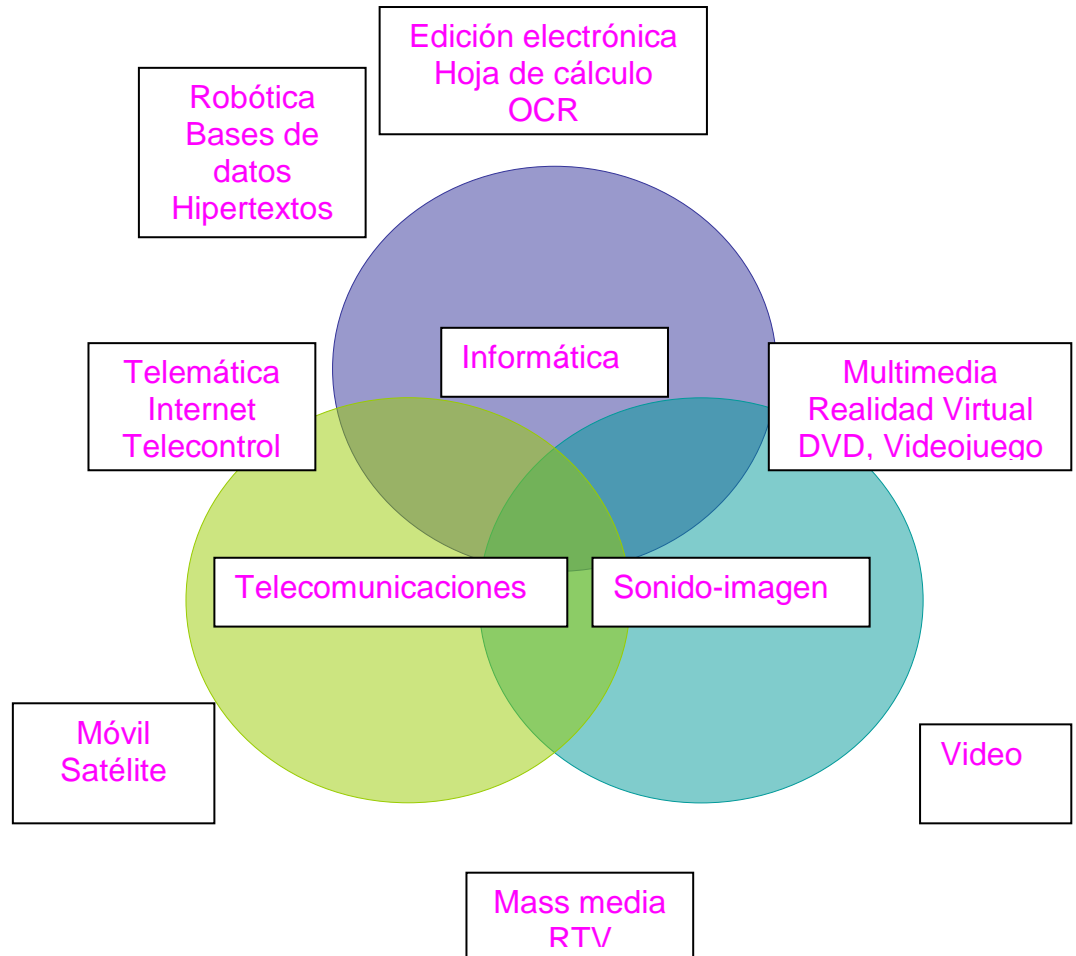 Edición electrónica
Hoja de cálculo
OCR
Robótica
Bases de
datos
Hipertextos
Informática
Telemática
Internet
Telecontrol
Multimedia
Realidad Virtual
DVD, Videojuego
Telecomunicaciones
Sonido-imagen
Móvil
Satélite
Video
Mass media
RTV